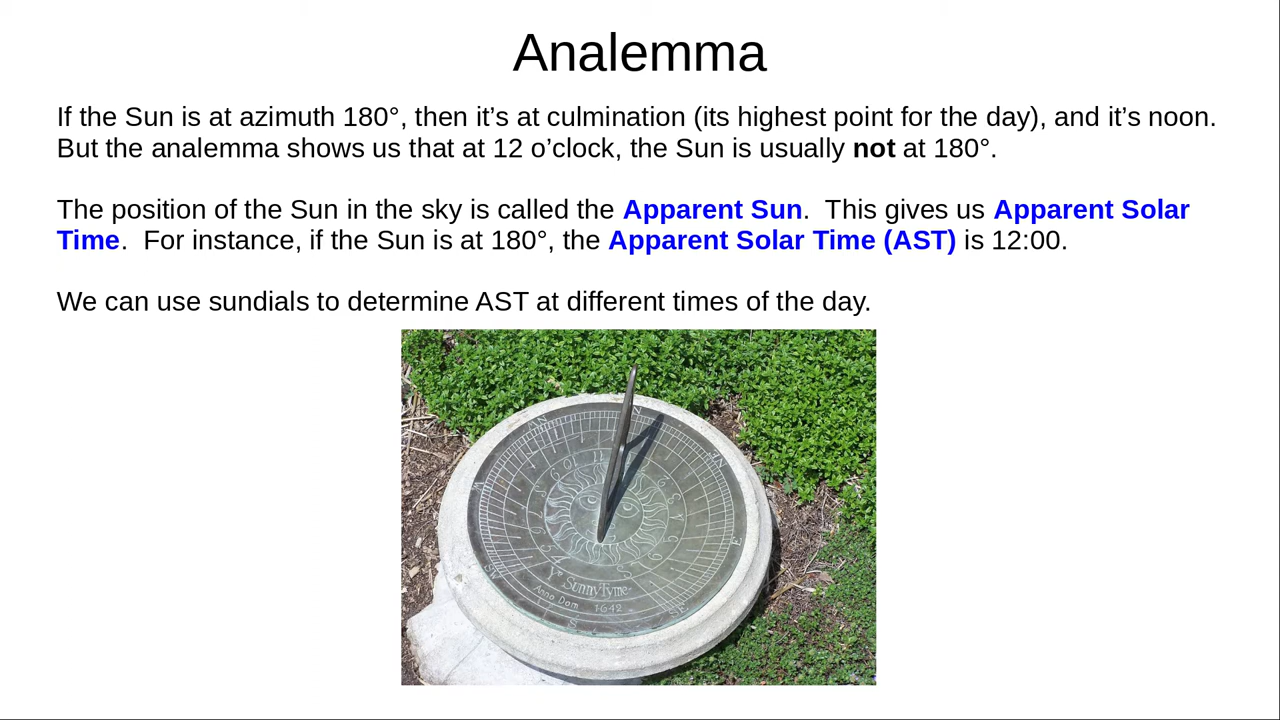 Analemma
If the Sun is at azimuth 180°, then it’s at culmination (its highest point for the day), and it’s noon.
But the analemma shows us that at 12 o’clock, the Sun is usually not at 180°.
The position of the Sun in the sky is called the Apparent Sun.  This gives us Apparent Solar
Time.  For instance, if the Sun is at 180°, the Apparent Solar Time (AST) is 12:00.
We can use sundials to determine AST at different times of the day.
N
W
E
SW
SE
S
Ye SunnyTyme
Anno Dom 1642